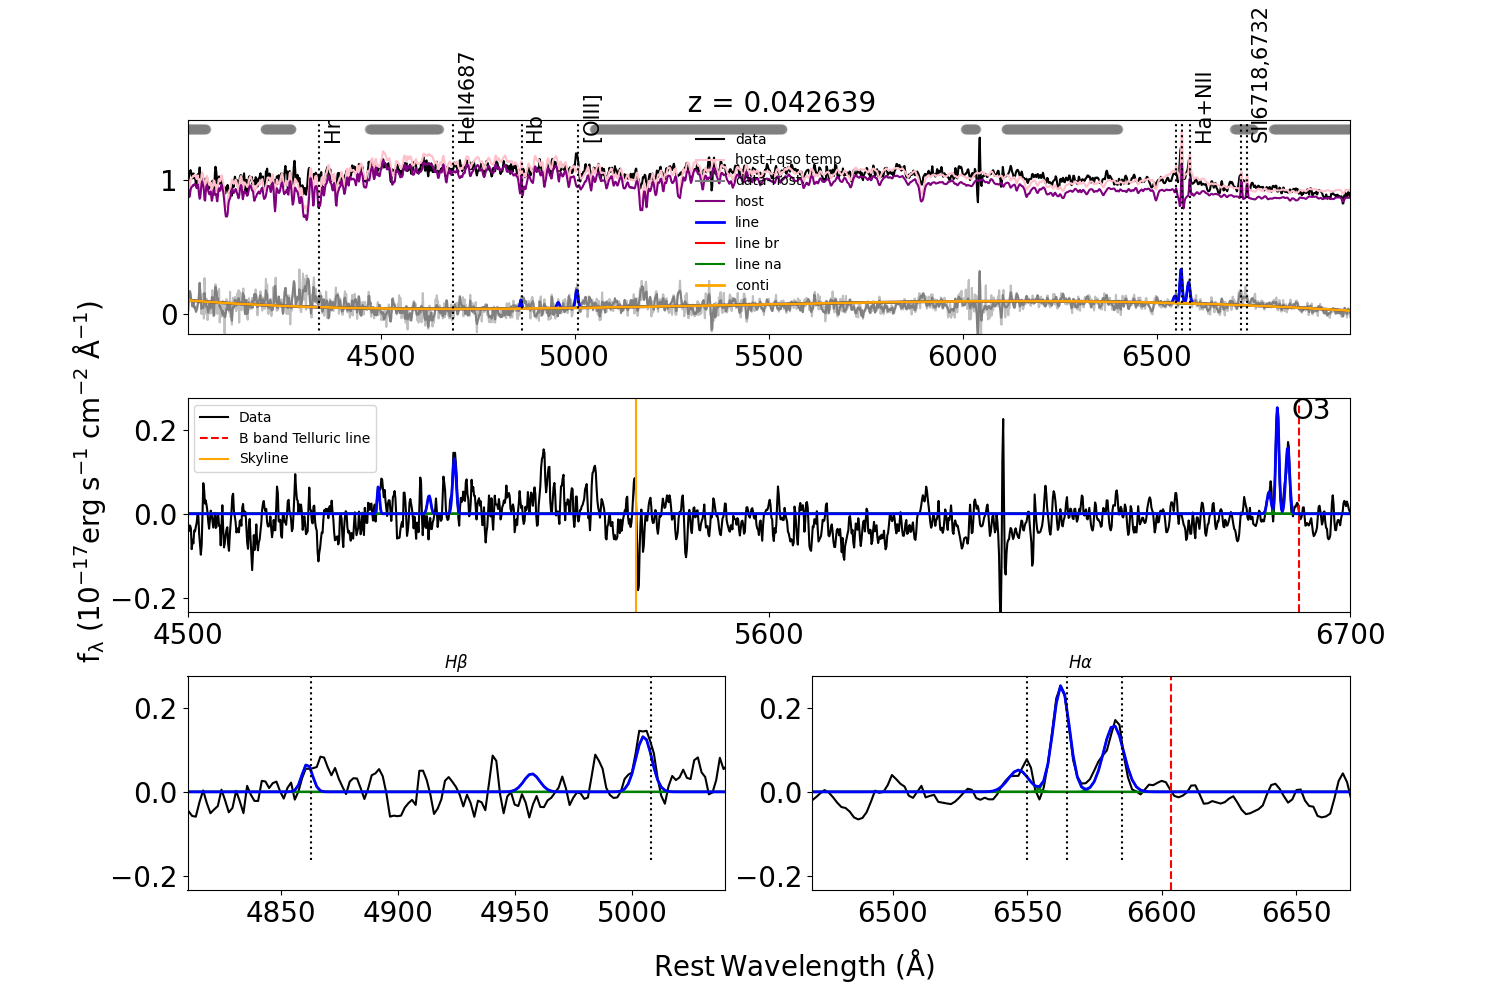 z = 0.042639
Hr
HeII4687
Hb
[OIII]
Ha+NII
SII6718,6732
data
host+qso temp
data-host
host
line
line br
line na
conti
1
0
4500
5000
5500
6000
6500
fλ (10⁻¹⁷erg s⁻¹ cm⁻² Å⁻¹)
Data
B band Telluric line
Skyline
O3
0.2
0.0
−0.2
4500
5600
6700
Hβ
0.2
0.0
−0.2
4850
4900
4950
5000
Hα
0.2
0.0
−0.2
6500
6550
6600
6650
Rest Wavelength (Å)